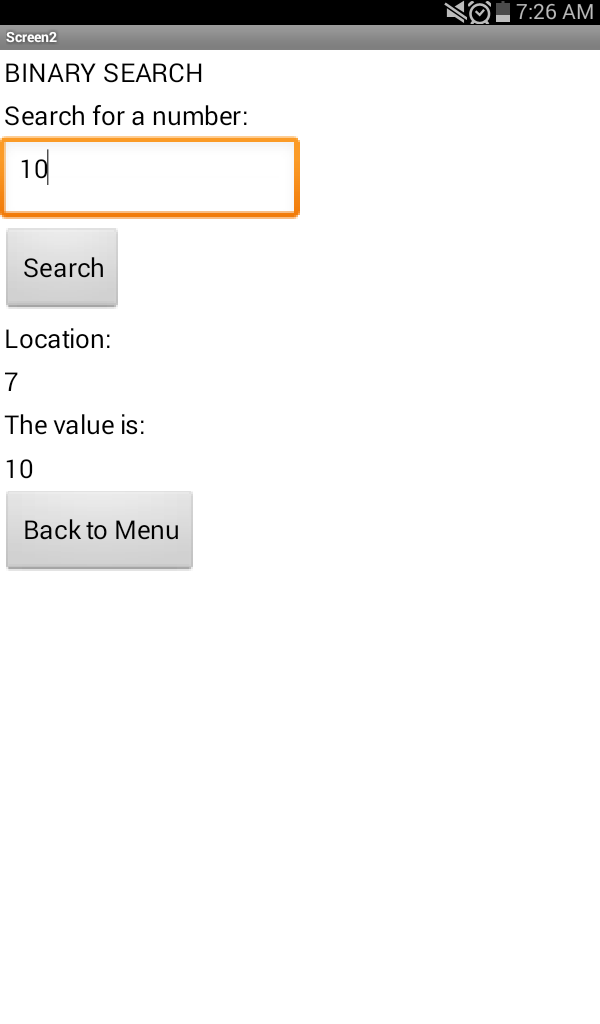 7:26 AM
Screen2
BINARY SEARCH
Search for a number:
10
Search
Location:
7
The value is:
10
Back to Menu